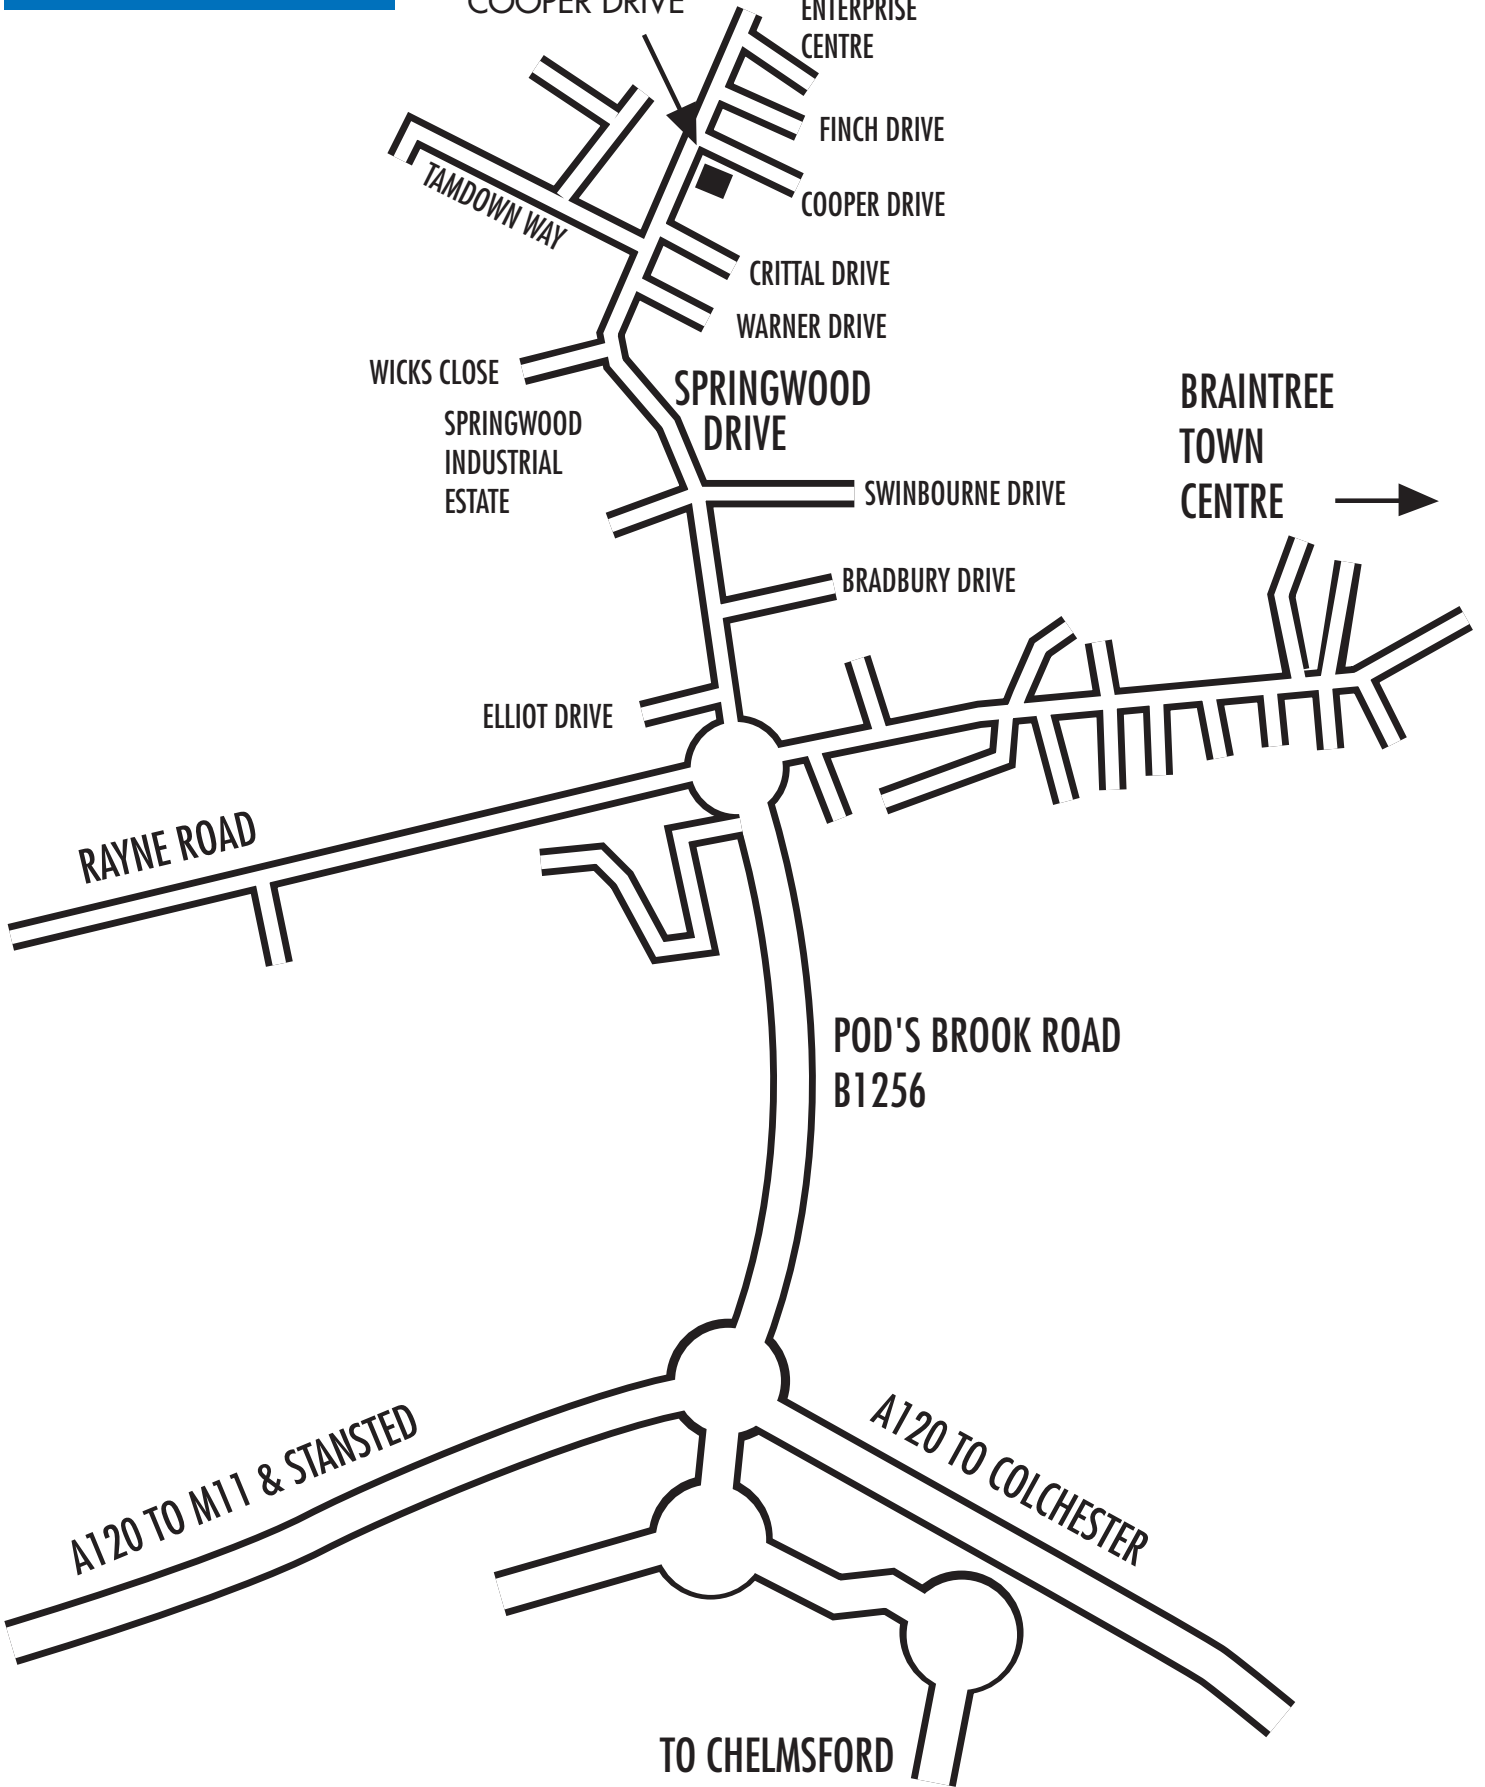 COOPER DRIVE
ENTERPRISE
CENTRE
FINCH DRIVE
TAMDOWN WAY
COOPER DRIVE
CRITTAL DRIVE
WARNER DRIVE
WICKS CLOSE
SPRINGWOOD
DRIVE
SPRINGWOOD
INDUSTRIAL
ESTATE
BRAINTREE
TOWN
CENTRE
SWINBOURNE DRIVE
BRADBURY DRIVE
ELLIOT DRIVE
RAYNE ROAD
POD'S BROOK ROAD
B1256
A120 TO M11 & STANSTED
A120 TO COLCHESTER
TO CHELMSFORD